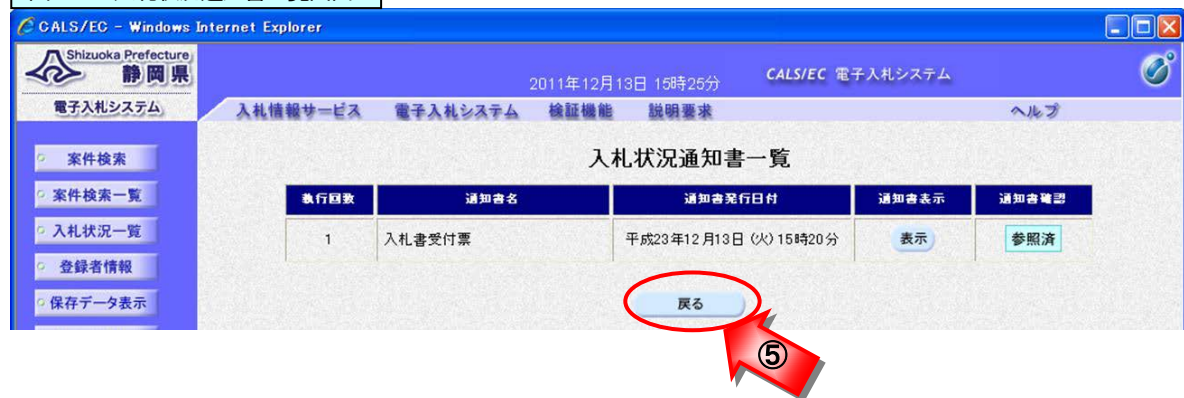 CALS/EC - Windows Internet Explorer
Shizuoka Prefecture
静岡県
2011年12月13日 15時25分
CALS/EC 電子入札システム
電子入札システム
入札情報サービス 電子入札システム 検証機能 説明要求 ヘルプ
案件検索
案件検索一覧
入札状況一覧
登録者情報
保存データ表示
入札状況通知書一覧
執行回数 通知書名 通知書発行日付 通知書表示 通知書確認
1 入札書受付票 平成23年12月13日 (火) 15時20分 表示 参照済
戻る
⑤